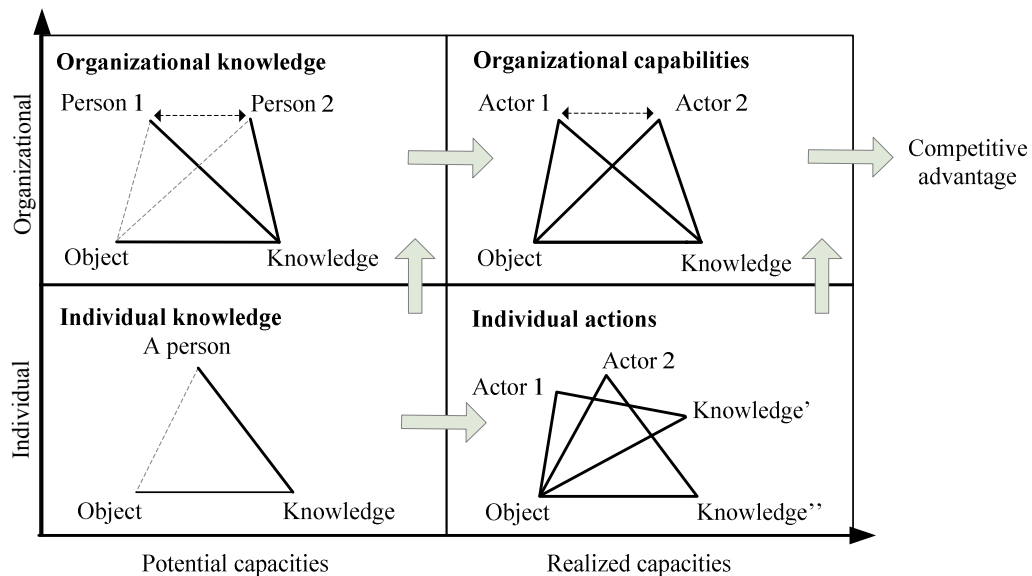 Organizational
Organizational knowledge
Person 1
Person 2
Object
Knowledge
Organizational capabilities
Actor 1
Actor 2
Object
Knowledge
Competitive
advantage
Individual
Individual knowledge
A person
Object
Knowledge
Individual actions
Actor 1
Actor 2
Knowledge’
Object
Knowledge’’
Potential capacities
Realized capacities